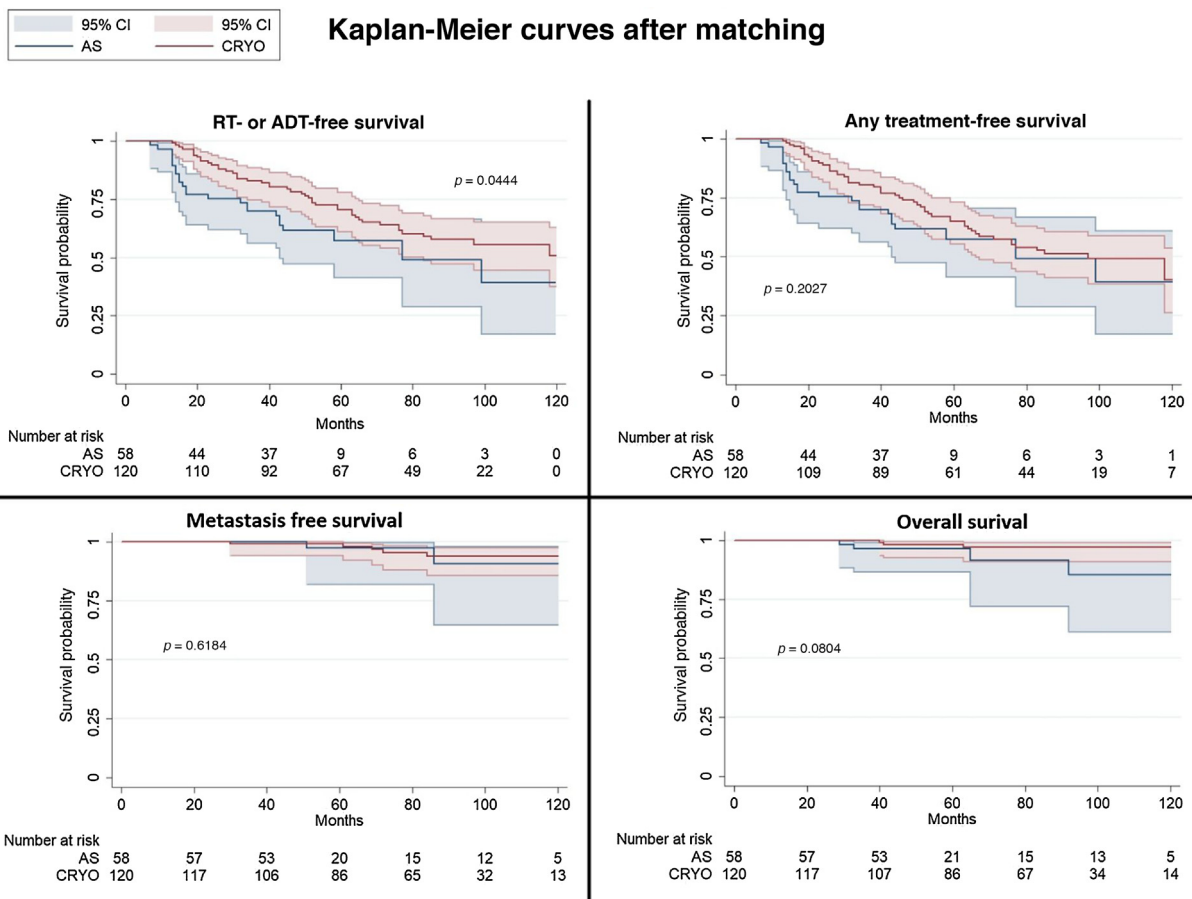 95% CI 95% CI
AS CRYO
Kaplan-Meier curves after matching
RT- or ADT-free survival
Survival probability
1
0.75
0.5
0.25
0
p = 0.0444
0 20 40 60 80 100 120
Months
Number at risk
AS 58 44 37 9 6 3 0
CRYO 120 110 92 67 49 22 0
Any treatment-free survival
Survival probability
1
0.75
0.5
0.25
0
p = 0.2027
0 20 40 60 80 100 120
Months
Number at risk
AS 58 44 37 9 6 3 1
CRYO 120 109 89 61 44 19 7
Metastasis free survival
Survival probability
1
0.75
0.5
0.25
0
p = 0.6184
0 20 40 60 80 100 120
Months
Number at risk
AS 58 57 53 20 15 12 5
CRYO 120 117 106 86 65 32 13
Overall surival
Survival probability
1
0.75
0.5
0.25
0
p = 0.0804
0 20 40 60 80 100 120
Months
Number at risk
AS 58 57 53 21 15 13 5
CRYO 120 117 107 86 67 34 14